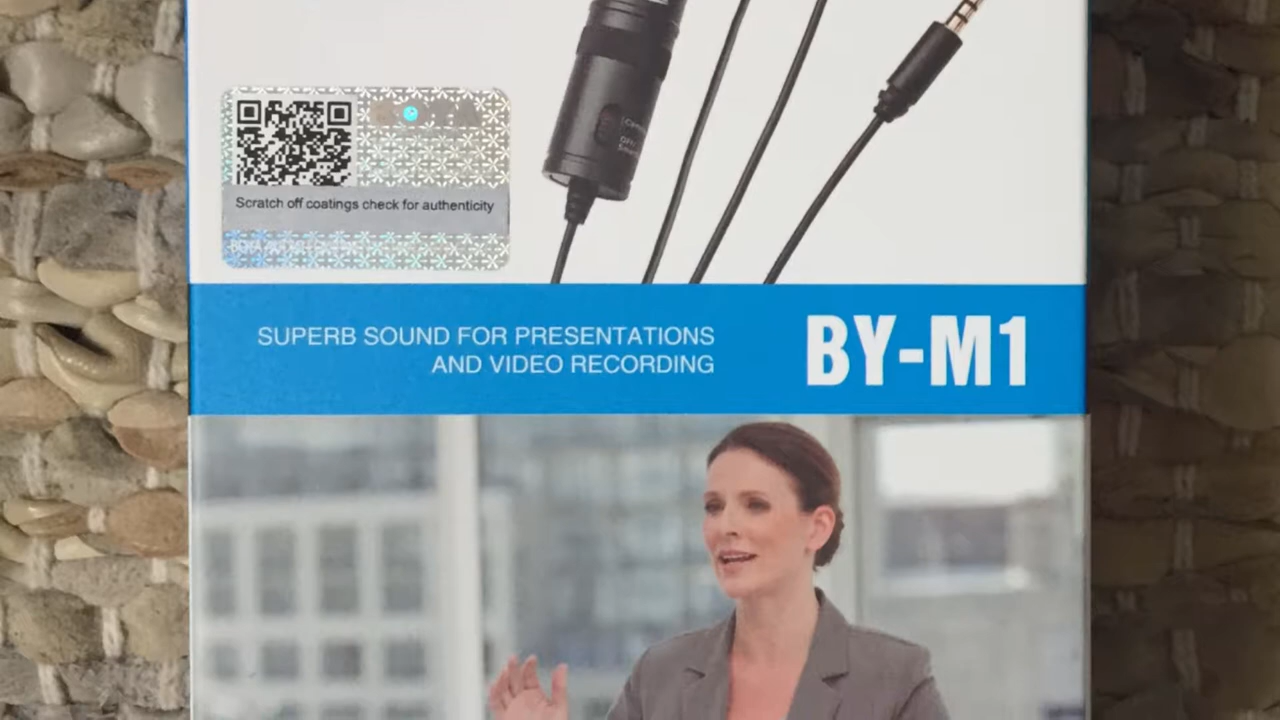 Scratch off coatings check for authenticity
SUPERB SOUND FOR PRESENTATIONS
AND VIDEO RECORDING
BY-M1